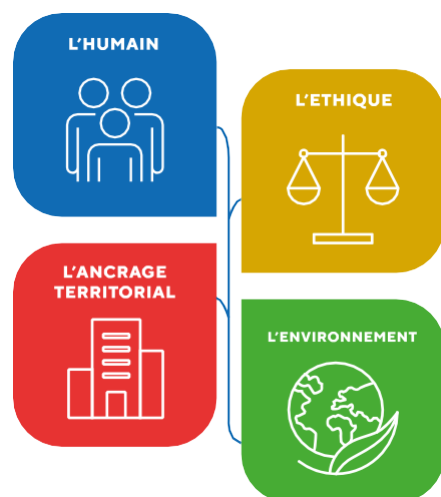 L'HUMAIN
L'ETHIQUE
L'ANCRAGE
TERRITORIAL
L'ENVIRONNEMENT